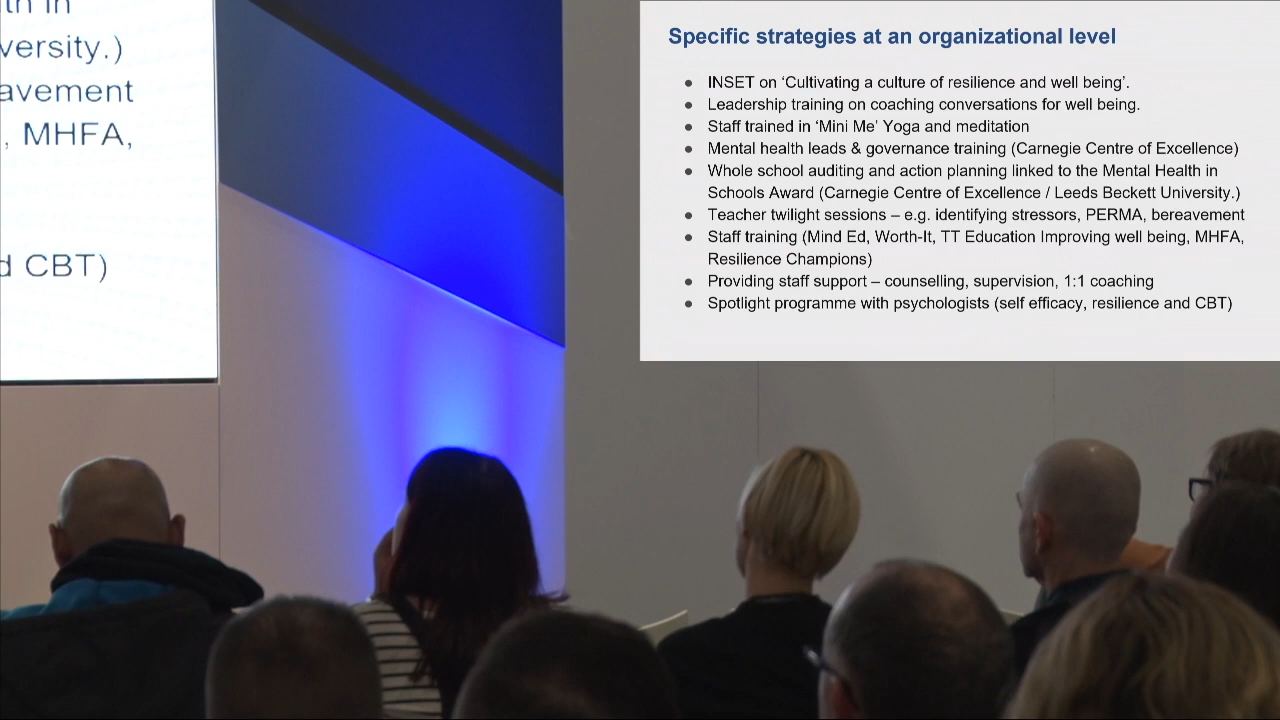 th in
versity.)
avement
, MHFA,
d CBT)
Specific strategies at an organizational level
● INSET on ‘Cultivating a culture of resilience and well being’.
● Leadership training on coaching conversations for well being.
● Staff trained in ‘Mini Me’ Yoga and meditation
● Mental health leads & governance training (Carnegie Centre of Excellence)
● Whole school auditing and action planning linked to the Mental Health in
Schools Award (Carnegie Centre of Excellence / Leeds Beckett University.)
● Teacher twilight sessions – e.g. identifying stressors, PERMA, bereavement
● Staff training (Mind Ed, Worth-It, TT Education Improving well being, MHFA,
Resilience Champions)
● Providing staff support – counselling, supervision, 1:1 coaching
● Spotlight programme with psychologists (self efficacy, resilience and CBT)